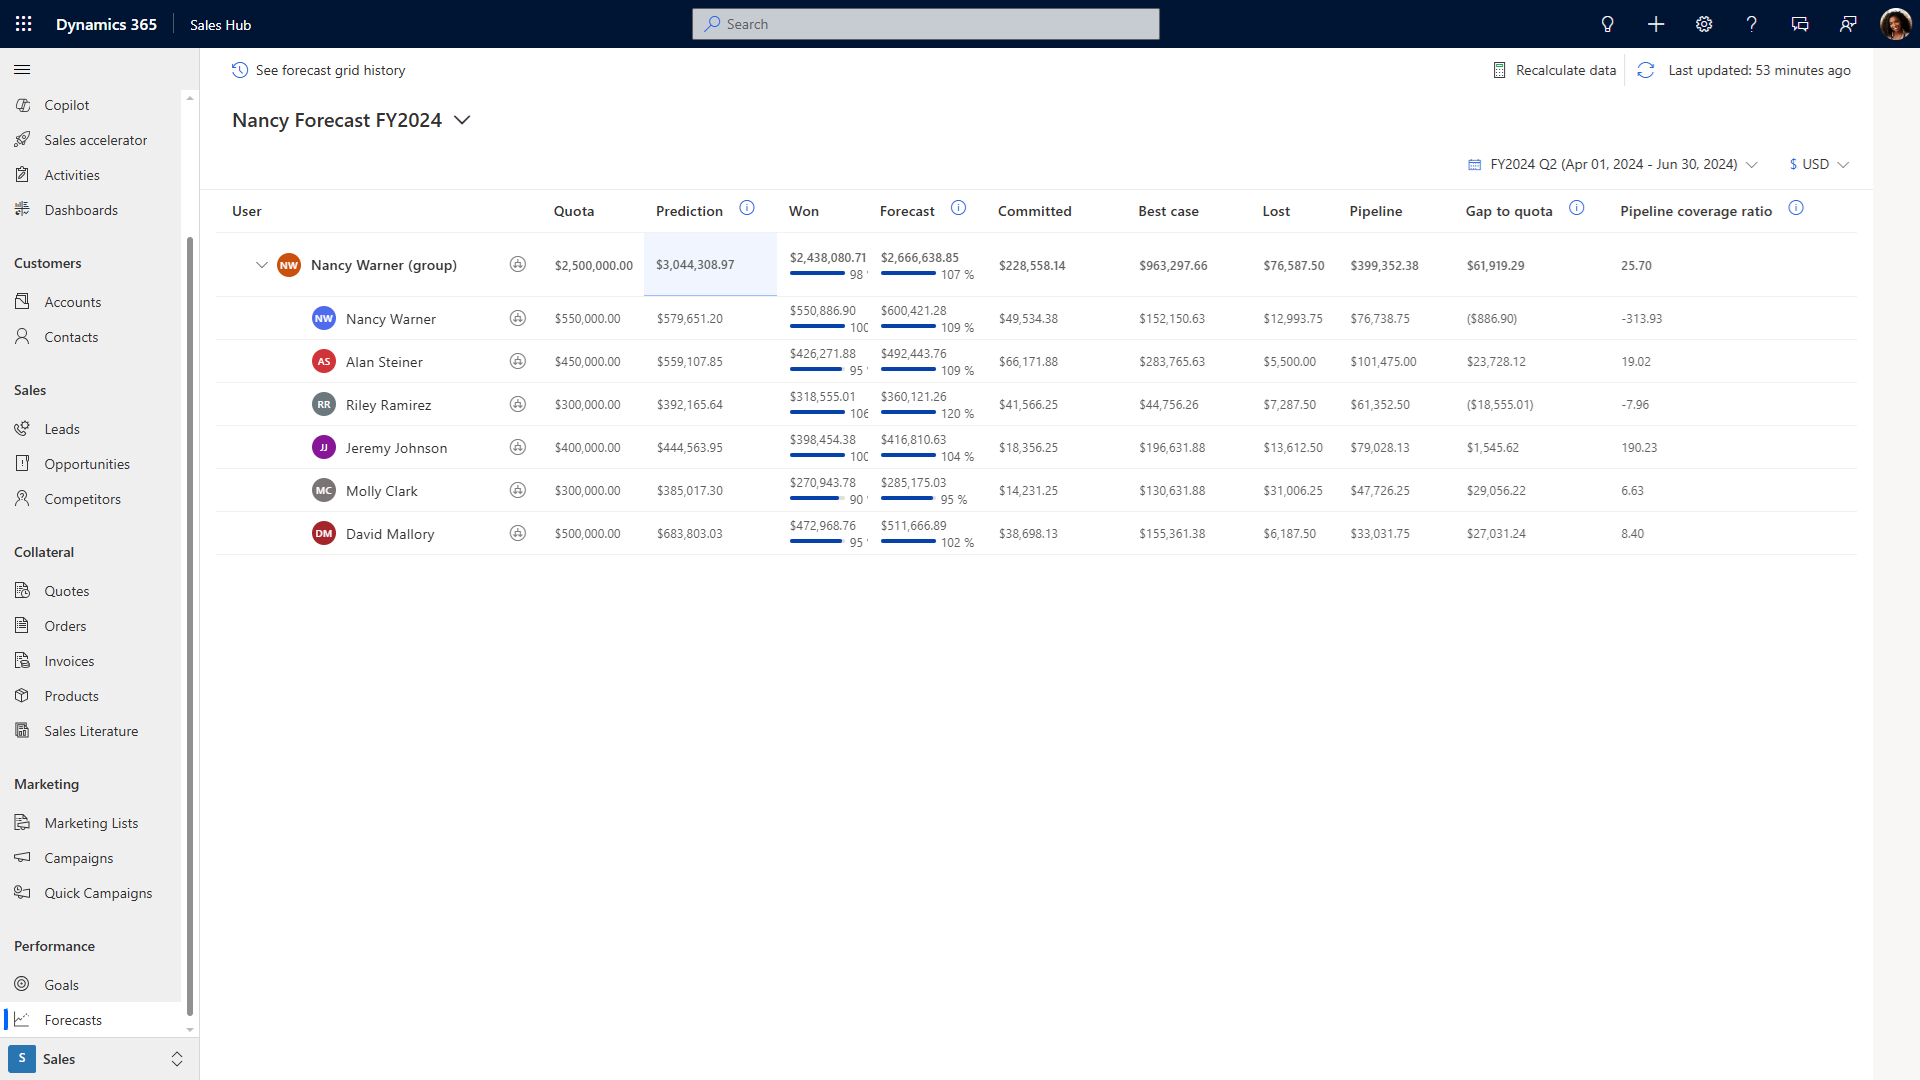 Dynamics 365 Sales Hub Search
See forecast grid history Recalculate data Last updated: 53 minutes ago
Copilot
Nancy Forecast FY2024
Sales accelerator
FY2024 Q2 (Apr 01, 2024 - Jun 30, 2024) $ USD
Activities
Dashboards
User Quota Prediction Won Forecast Committed Best case Lost Pipeline Gap to quota Pipeline coverage ratio
Customers
NW Nancy Warner (group) $2,500,000.00 $3,044,308.97 $2,438,080.71 98 $2,666,638.85 107 % $228,558.14 $963,297.66 $76,587.50 $399,352.38 $61,919.29 25.70
Accounts
NW Nancy Warner $550,000.00 $579,651.20 $550,886.90 100 $600,421.28 109 % $49,534.38 $152,150.63 $12,993.75 $76,738.75 ($886.90) -313.93
Contacts
AS Alan Steiner $450,000.00 $559,107.85 $426,271.88 95 $492,443.76 109 % $66,171.88 $283,765.63 $5,500.00 $101,475.00 $23,728.12 19.02
Sales
RR Riley Ramirez $300,000.00 $392,165.64 $318,555.01 106 $360,121.26 120 % $41,566.25 $44,756.26 $7,287.50 $61,352.50 ($18,555.01) -7.96
Leads
JJ Jeremy Johnson $400,000.00 $444,563.95 $398,454.38 100 $416,810.63 104 % $18,356.25 $196,631.88 $13,612.50 $79,028.13 $1,545.62 190.23
Opportunities
MC Molly Clark $300,000.00 $385,017.30 $270,943.78 90 $285,175.03 95 % $14,231.25 $130,631.88 $31,006.25 $47,726.25 $29,056.22 6.63
Competitors
DM David Mallory $500,000.00 $683,803.03 $472,968.76 95 $511,666.89 102 % $38,698.13 $155,361.38 $6,187.50 $33,031.75 $27,031.24 8.40
Collateral
Quotes
Orders
Invoices
Products
Sales Literature
Marketing
Marketing Lists
Campaigns
Quick Campaigns
Performance
Goals
Forecasts
S Sales